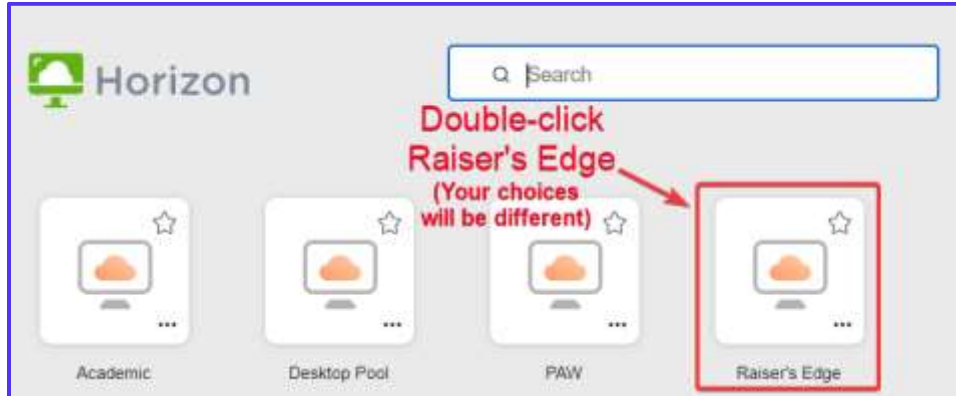 Horizon
Search
Double-click
Raiser's Edge
(Your choices
will be different)
Academic
Desktop Pool
PAW
Raiser's Edge